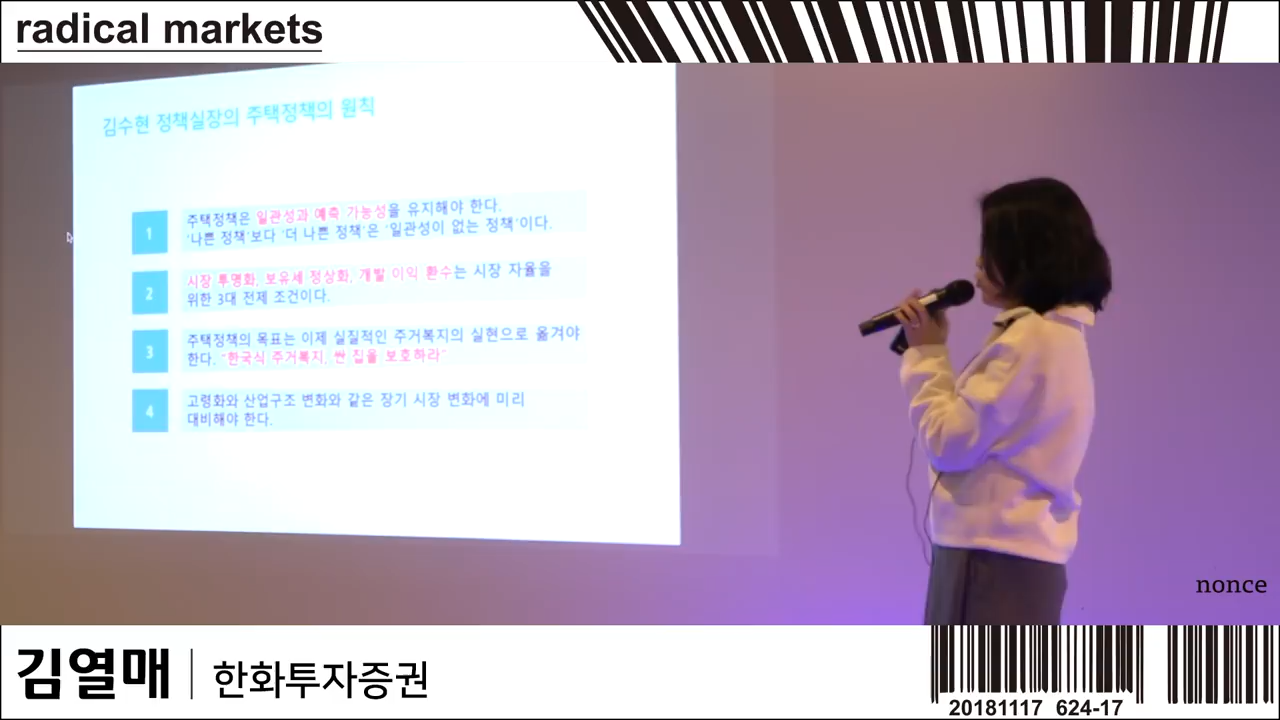 radical markets
김수현 정책실장의 주택정책의 원칙
1
주택정책은 일관성과 예측 가능성을 유지해야 한다.
'나쁜 정책'보다 '더 나쁜 정책'은 '일관성이 없는 정책'이다.
2
시장 투명화, 보유세 정상화, 개발 이익 환수는 시장 자율을
위한 3대 전제 조건이다.
3
주택정책의 목표는 이제 실질적인 주거복지의 실현으로 옮겨야
한다. "한국식 주거복지, 싼 집을 보호하라"
4
고령화와 산업구조 변화와 같은 장기 시장 변화에 미리
대비해야 한다.
nonce
김열매 | 한화투자증권
20181117 624-17